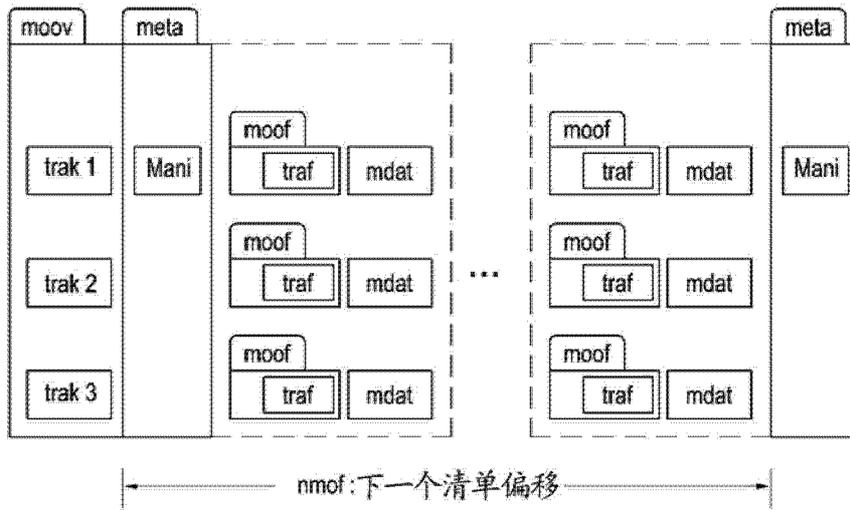 moov meta meta
moof moof
trak 1 Mani traf mdat traf mdat Mani
moof moof
trak 2 traf mdat ... traf mdat
moof moof
trak 3 traf mdat traf mdat
nmof:下一个清单偏移